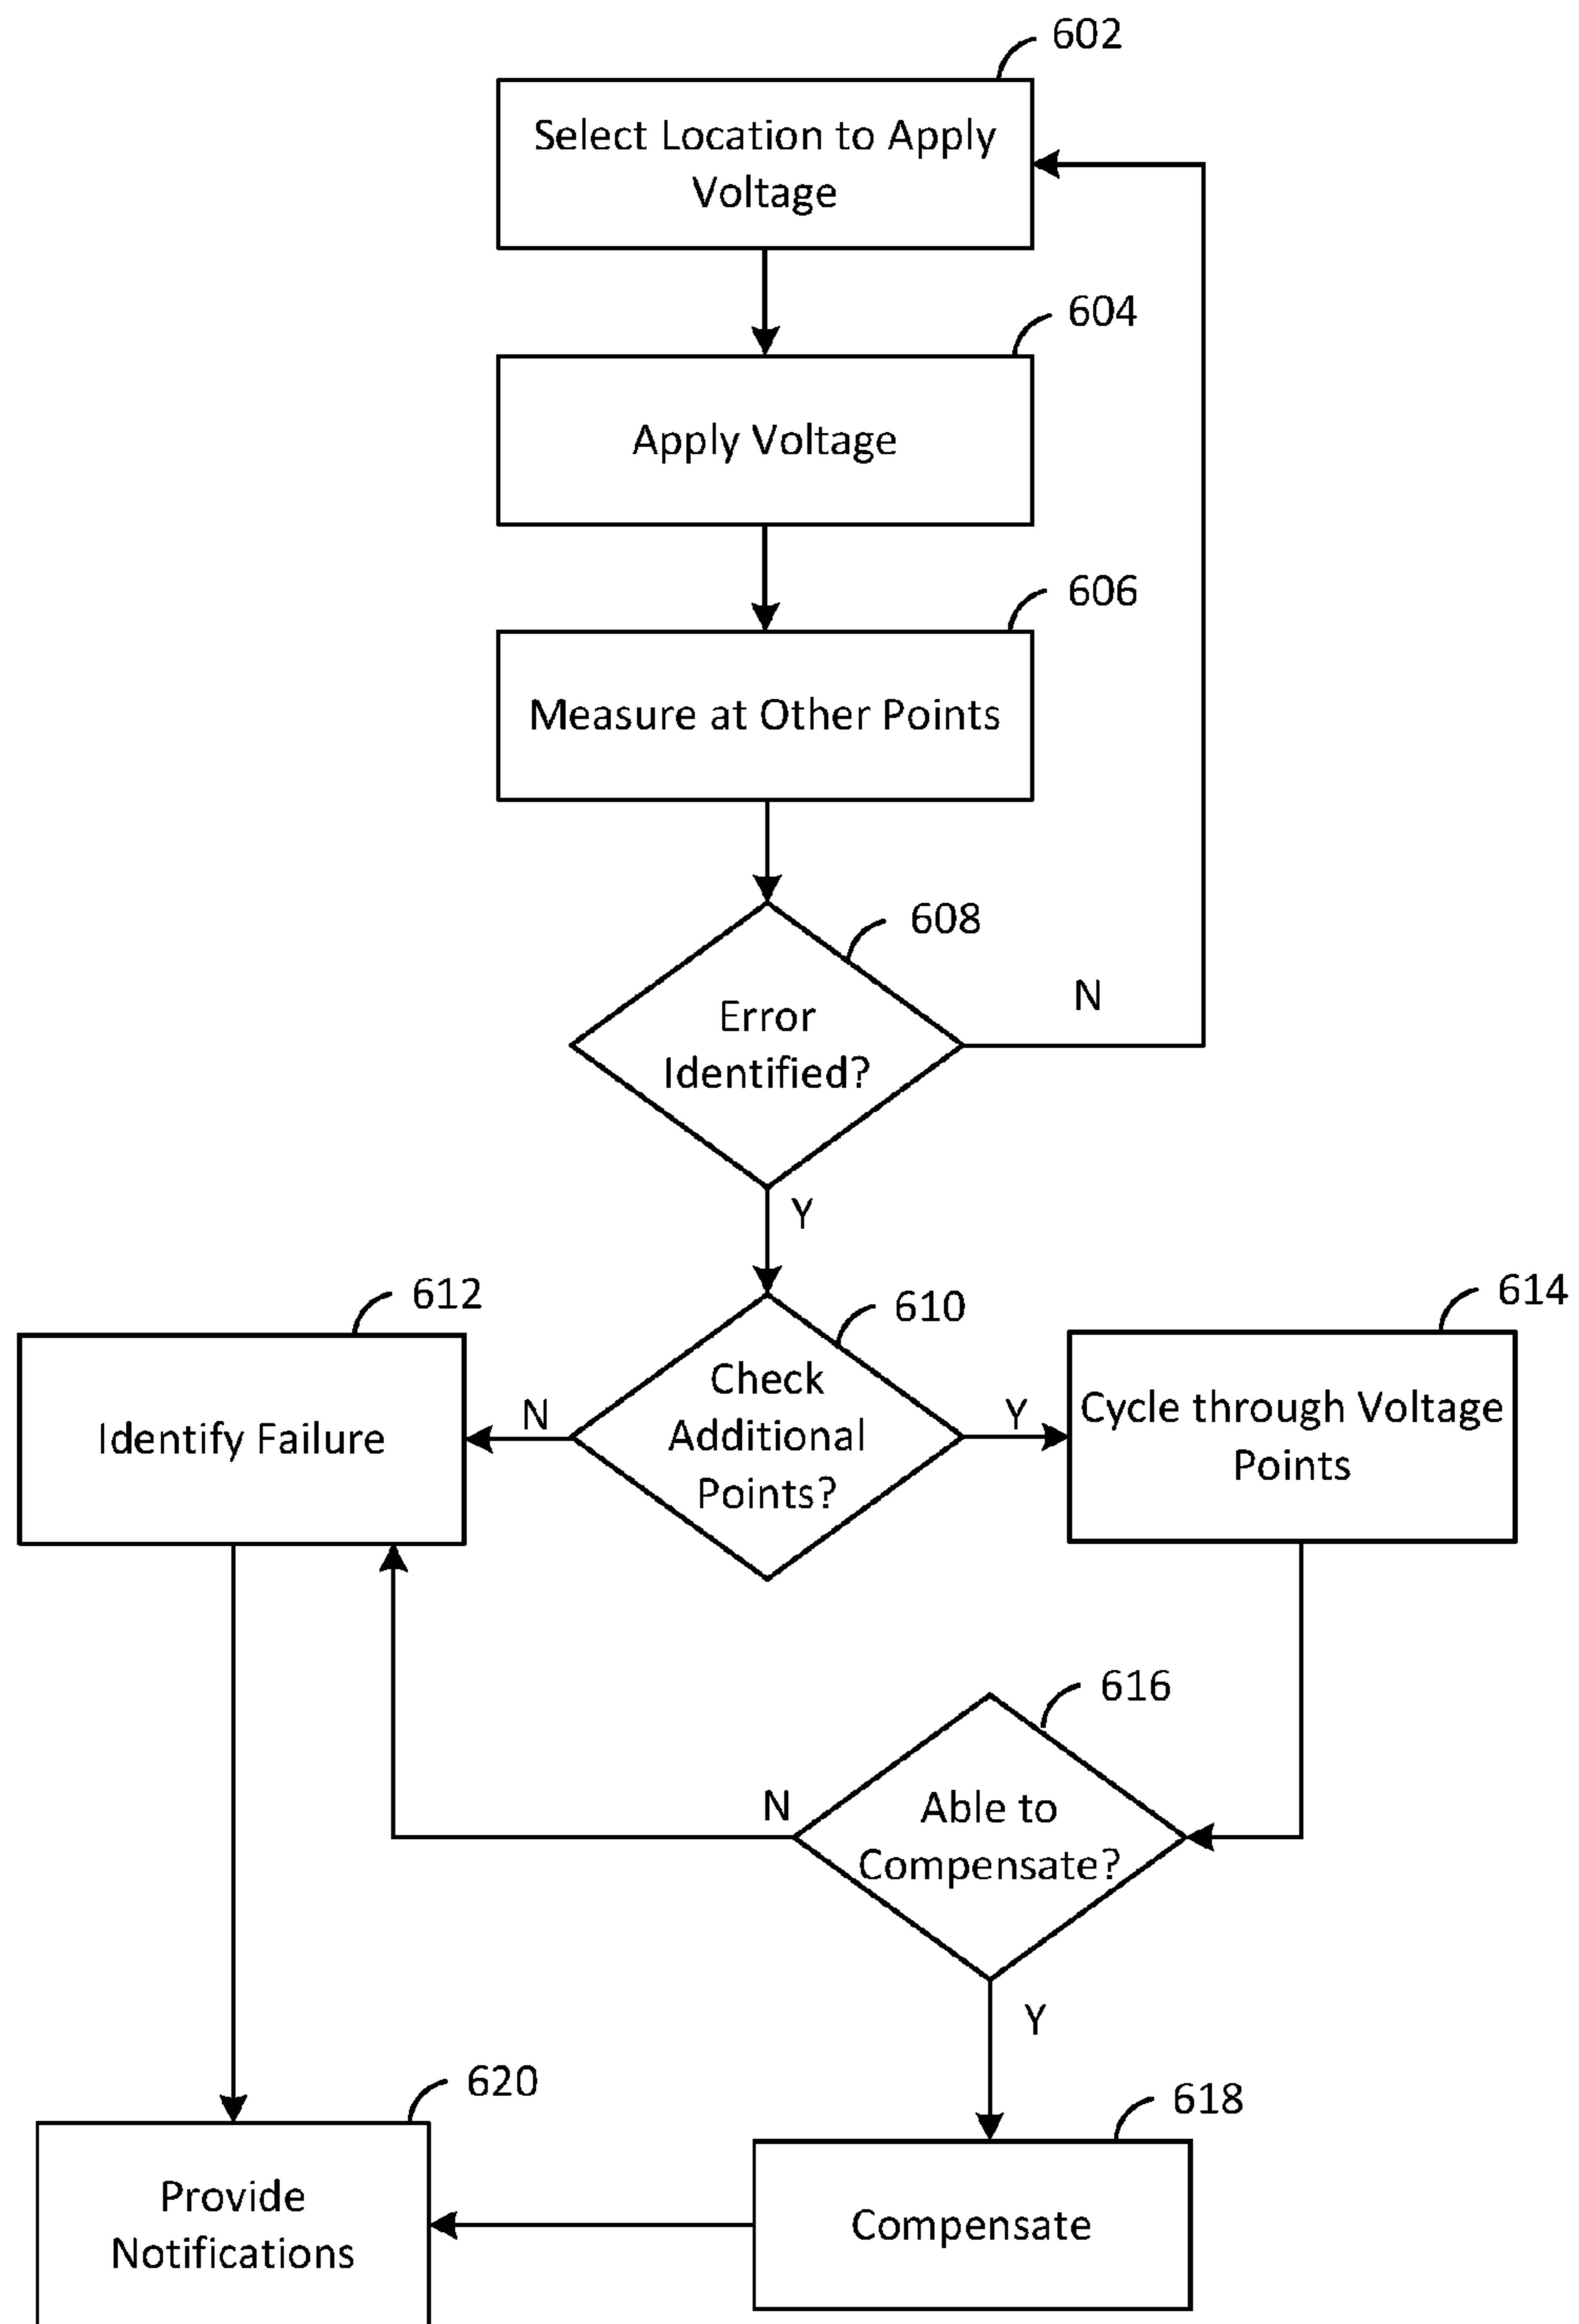 602
Select Location to Apply
Voltage
604
Apply Voltage
606
Measure at Other Points
608
Error
Identified?
N
Y
610
Check
Additional
Points?
612
Identify Failure
N
Y
614
Cycle through Voltage
Points
616
Able to
Compensate?
N
Y
618
Compensate
620
Provide
Notifications